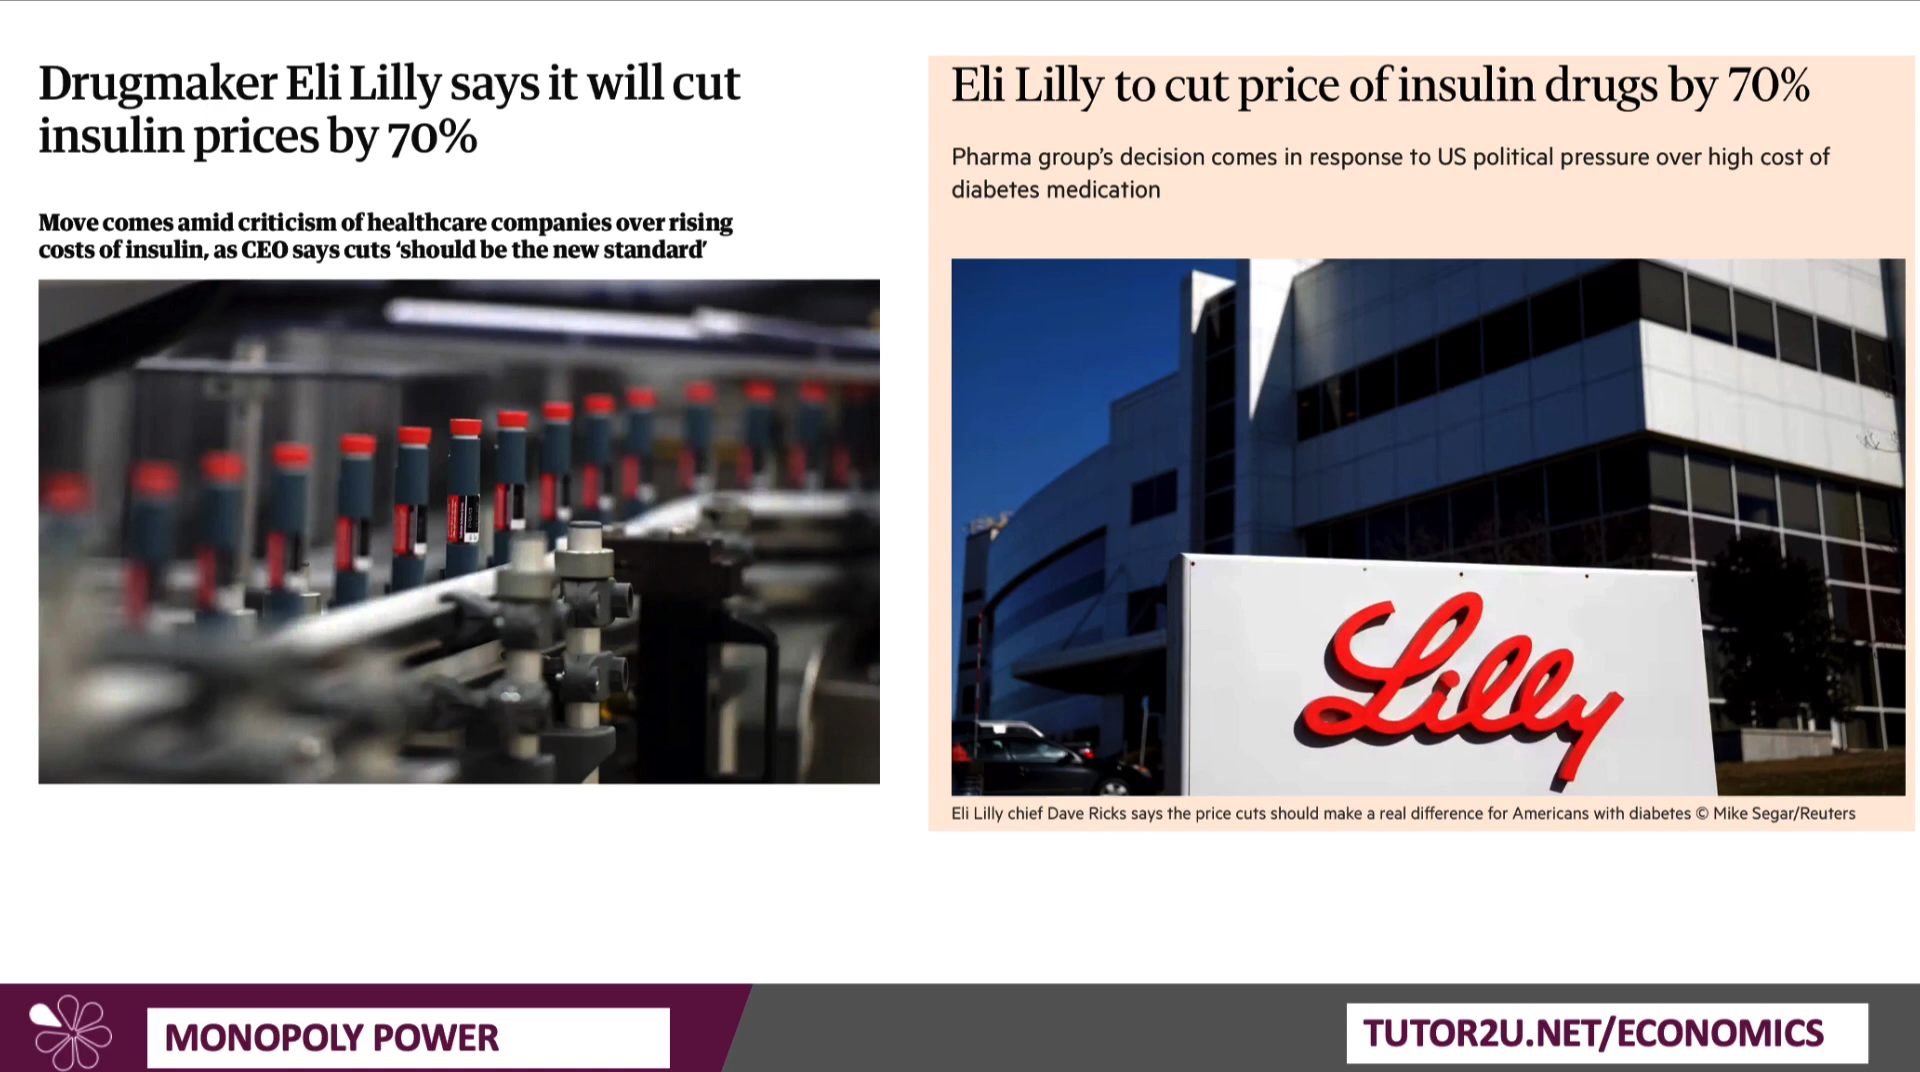 Drugmaker Eli Lilly says it will cut
insulin prices by 70%
Move comes amid criticism of healthcare companies over rising
costs of insulin, as CEO says cuts ‘should be the new standard’
Eli Lilly to cut price of insulin drugs by 70%
Pharma group’s decision comes in response to US political pressure over high cost of
diabetes medication
Lilly
Eli Lilly chief Dave Ricks says the price cuts should make a real difference for Americans with diabetes © Mike Segar/Reuters
MONOPOLY POWER
TUTOR2U.NET/ECONOMICS